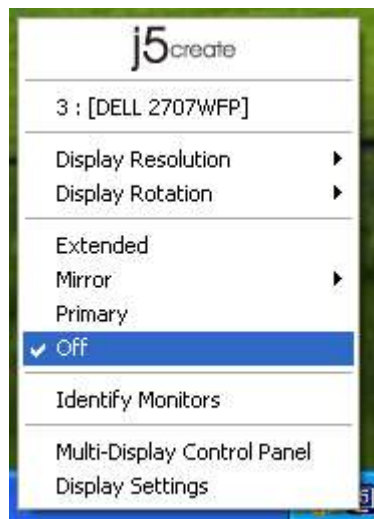 j5create
3 : [DELL 2707WFP]
Display Resolution
Display Rotation
Extended
Mirror
Primary
Off
Identify Monitors
Multi-Display Control Panel
Display Settings